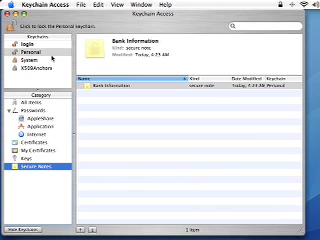 Keychain Access File Edit View Window Help
Keychain Access
Click to lock the Personal keychain.
Keychains
login
Personal
System
X509Anchors
Bank Information
Kind: secure note
Modified: Today, 4:23 AM
Name Kind Date Modified Keychain
Bank Information secure note Today, 4:23 AM Personal
Category
All Items
Passwords
AppleShare
Application
Internet
Certificates
My Certificates
Keys
Secure Notes
Hide Keychains
1 item